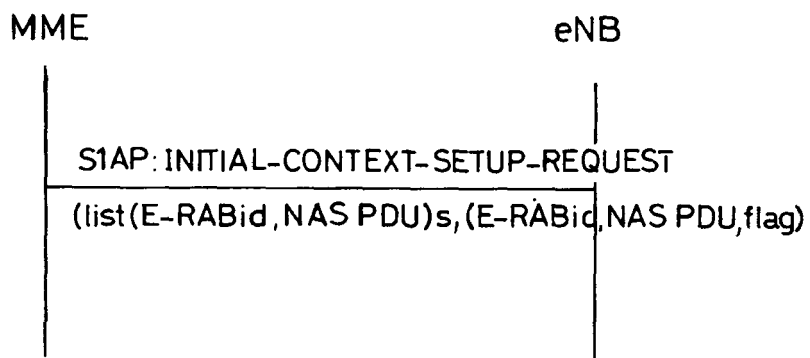 MME eNB
S1AP: INITIAL-CONTEXT-SETUP-REQUEST
(list(E-RABid, NAS PDU)s, (E-RABid, NAS PDU, flag)